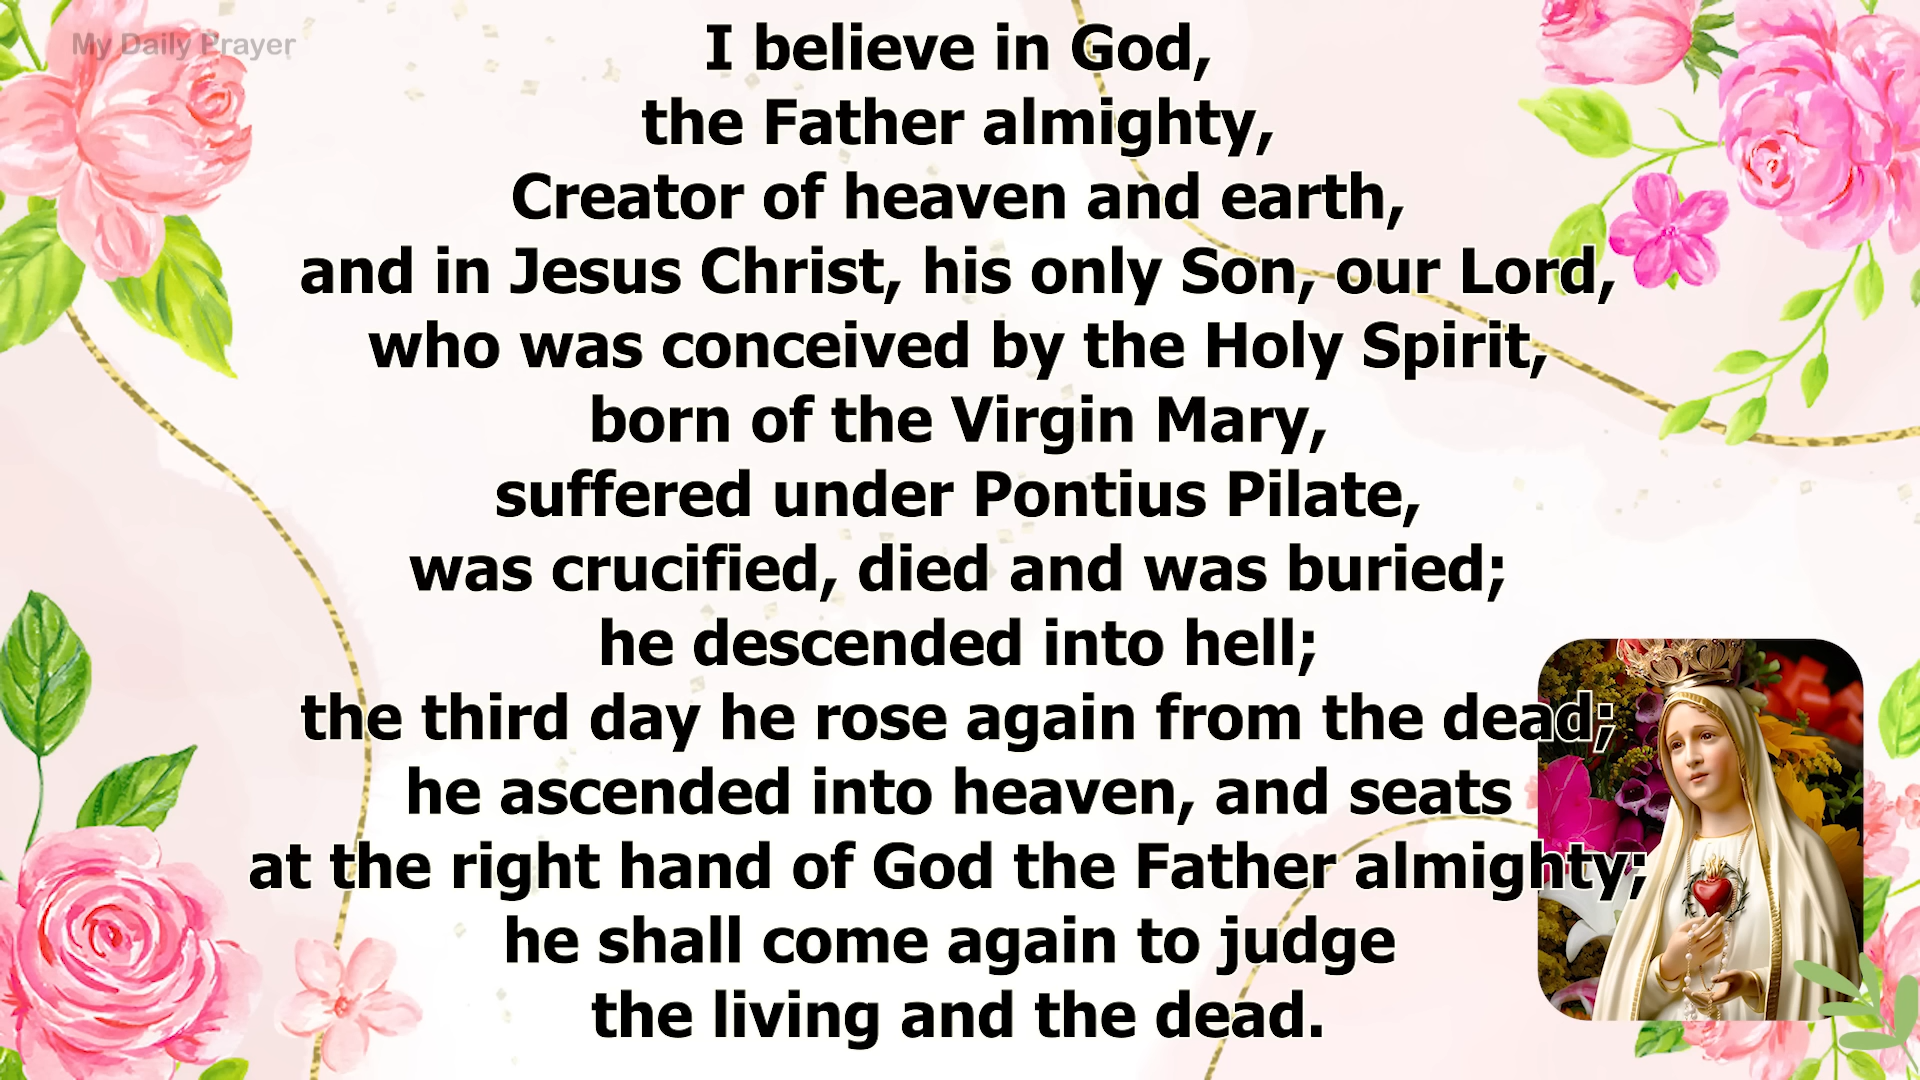 My Daily Prayer
I believe in God,
the Father almighty,
Creator of heaven and earth,
and in Jesus Christ, his only Son, our Lord,
who was conceived by the Holy Spirit,
born of the Virgin Mary,
suffered under Pontius Pilate,
was crucified, died and was buried;
he descended into hell;
the third day he rose again from the dead;
he ascended into heaven, and seats
at the right hand of God the Father almighty;
he shall come again to judge
the living and the dead.